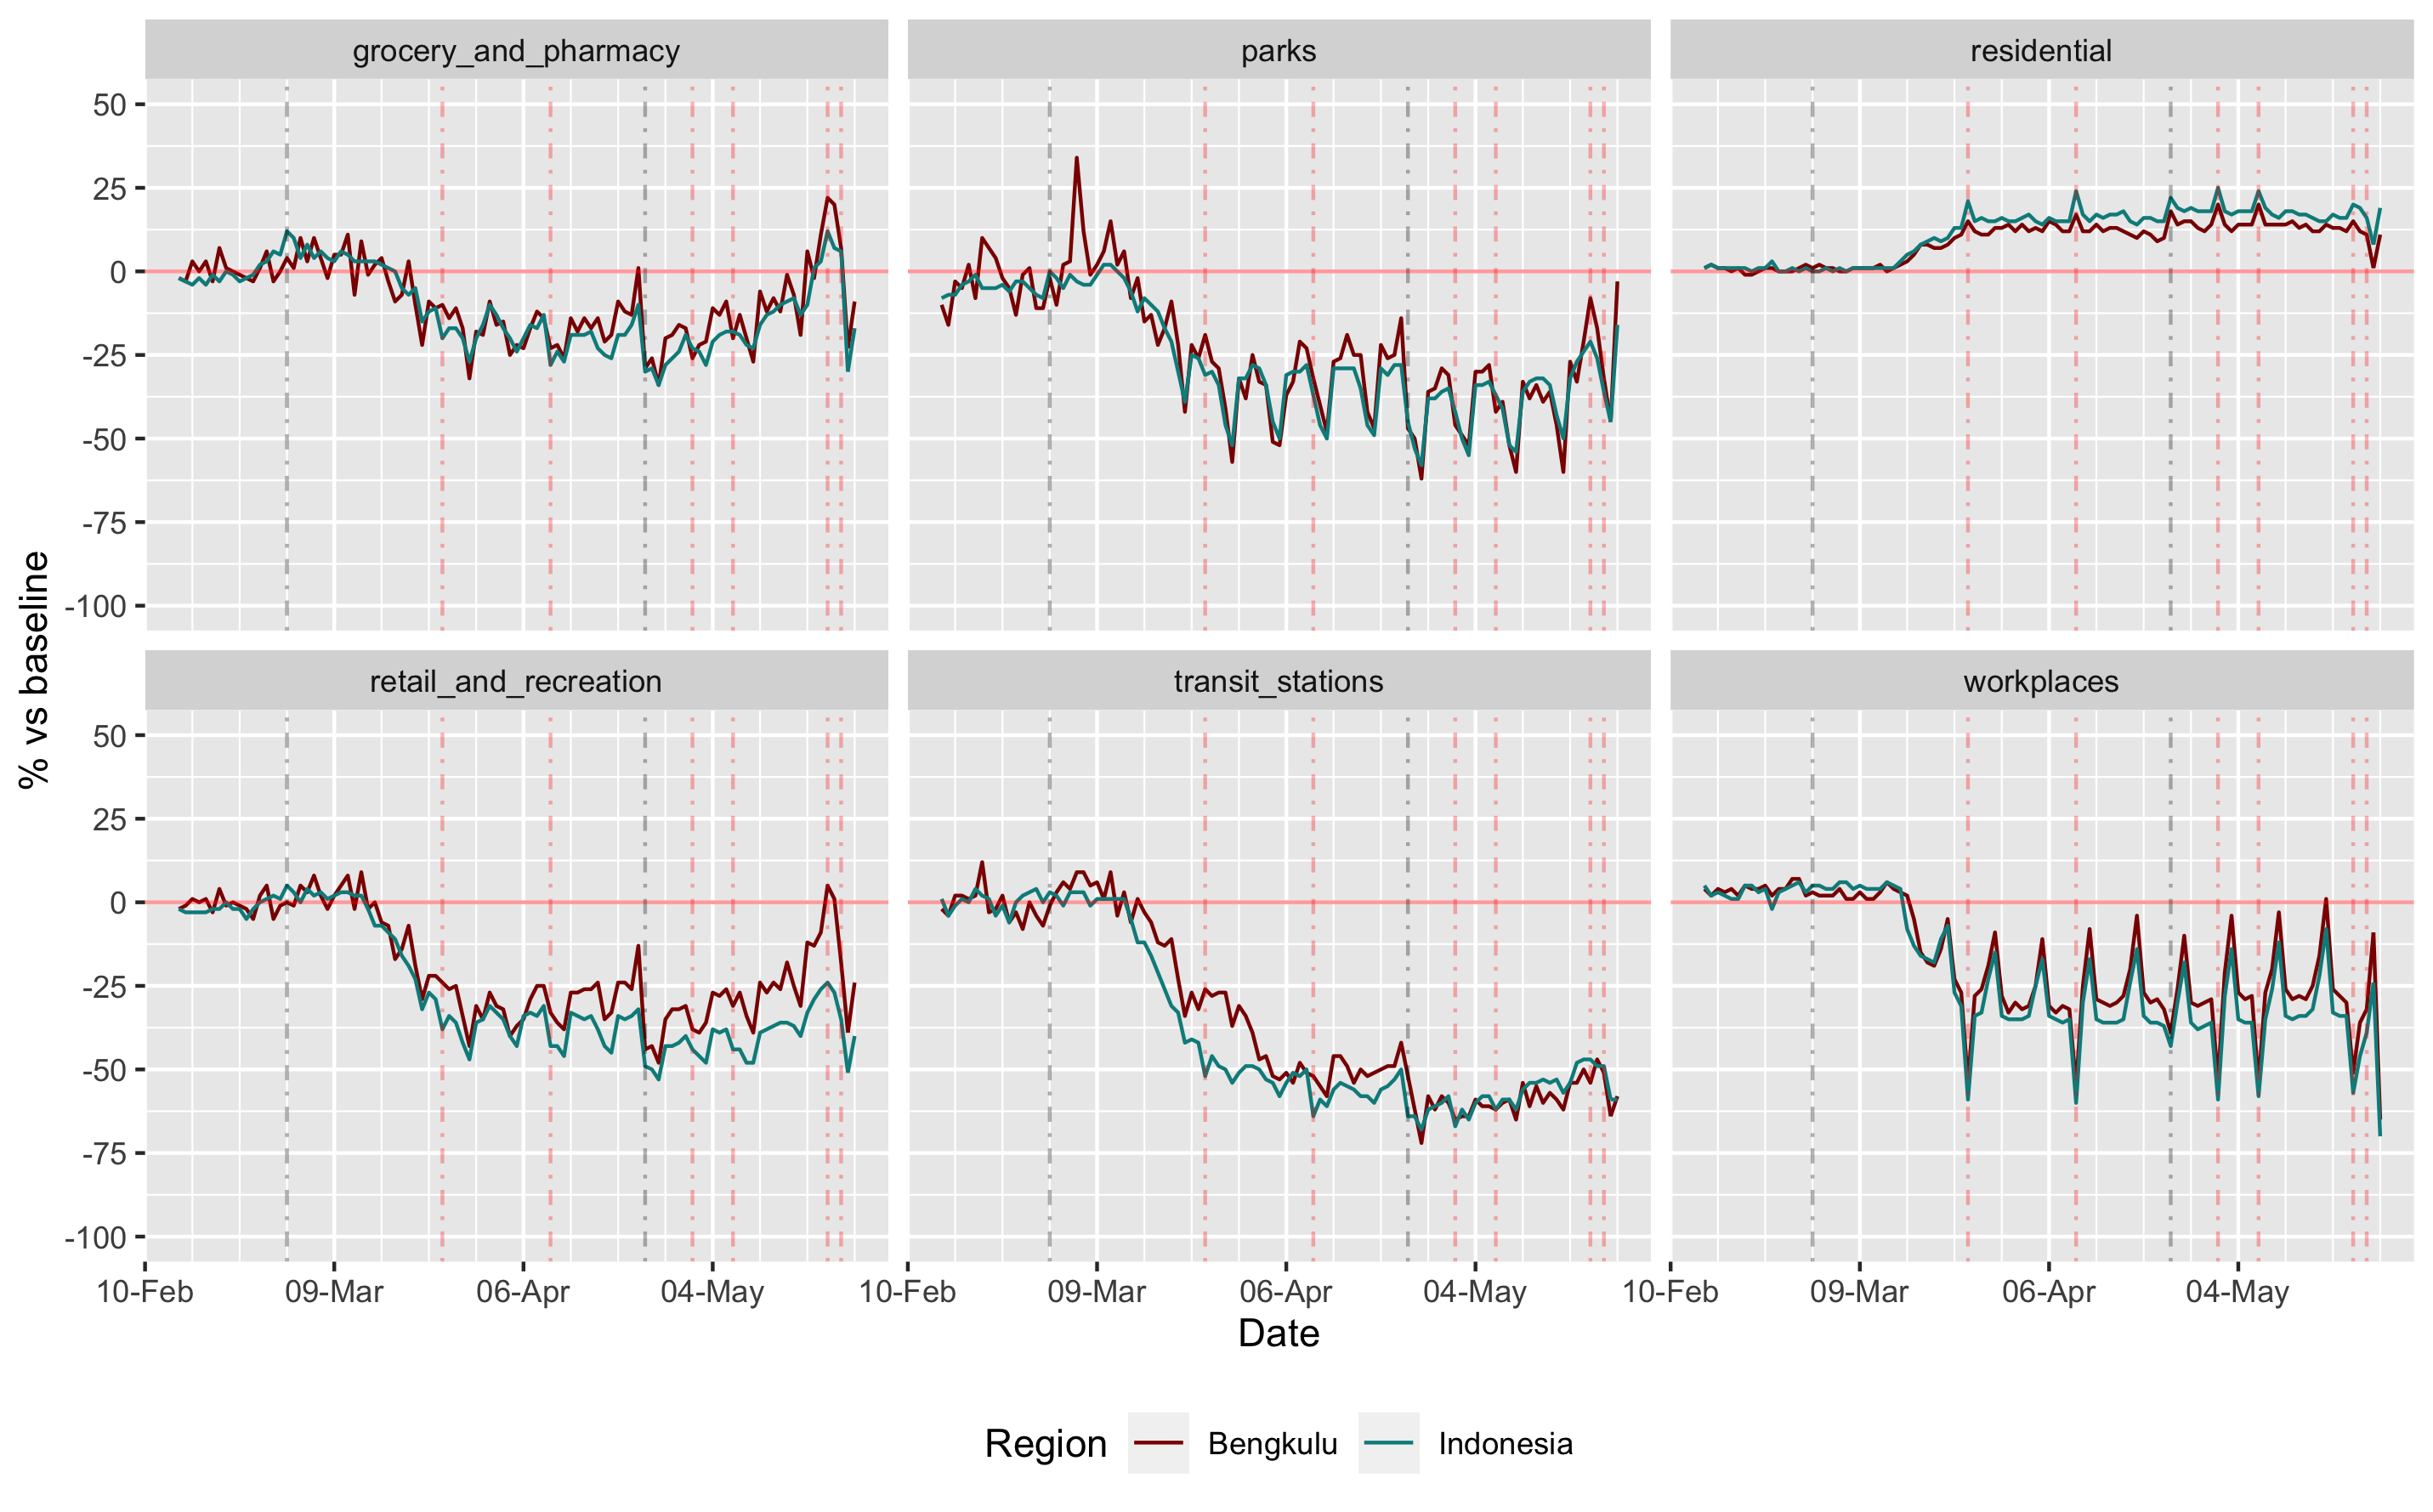 grocery_and_pharmacy parks residential
50
25
0
-25
-50
-75
-100
% vs baseline
retail_and_recreation transit_stations workplaces
50
25
0
-25
-50
-75
-100
10-Feb 09-Mar 06-Apr 04-May 10-Feb 09-Mar 06-Apr 04-May 10-Feb 09-Mar 06-Apr 04-May
Date
Region Bengkulu Indonesia